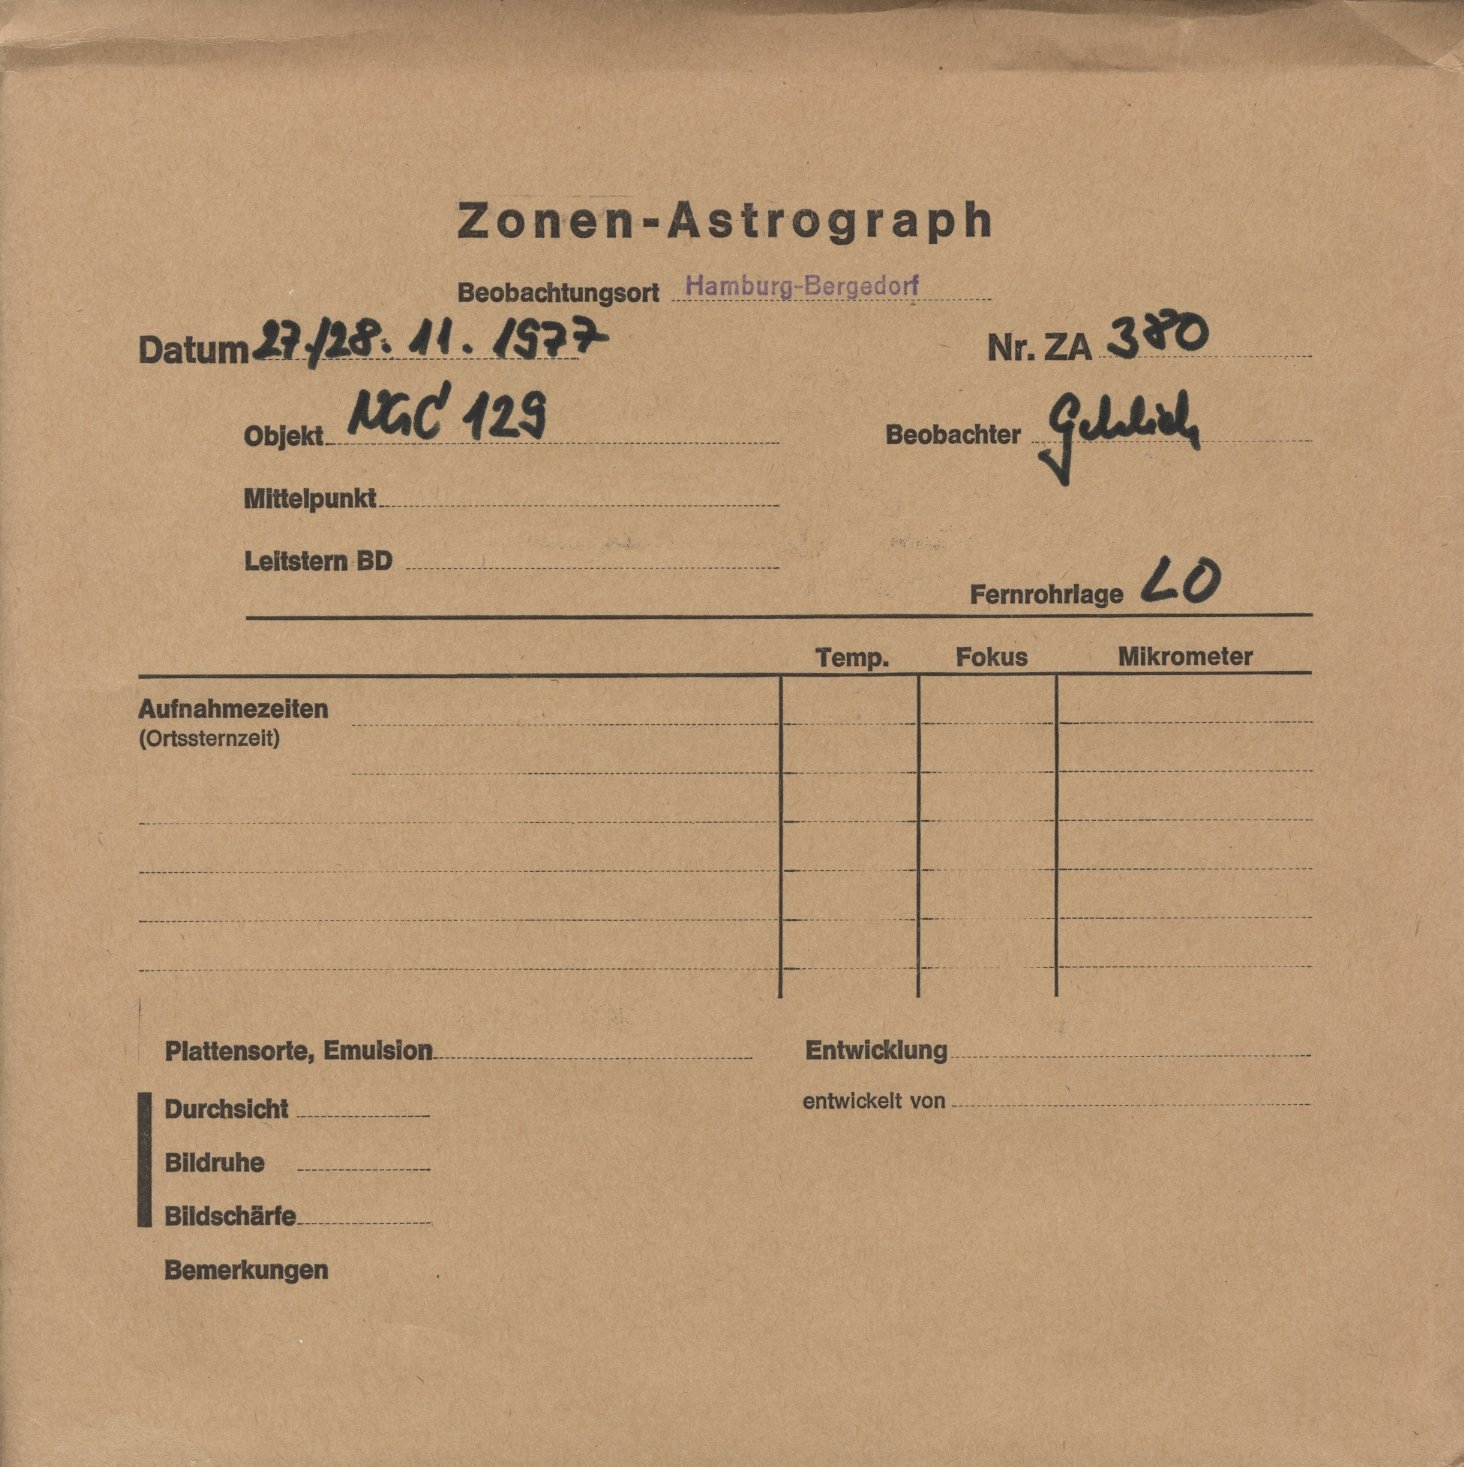 Zonen-Astrograph
Beobachtungsort Hamburg-Bergedorf
Datum 27./28. 11. 1977 Nr. ZA 380
Objekt NGC 129 Beobachter Gehlich
Mittelpunkt
Leitstern BD
Fernrohrlage LO
Temp. Fokus Mikrometer
Aufnahmezeiten
(Ortssternzeit)
Plattensorte, Emulsion Entwicklung
Durchsicht entwickelt von
Bildruhe
Bildschärfe
Bemerkungen